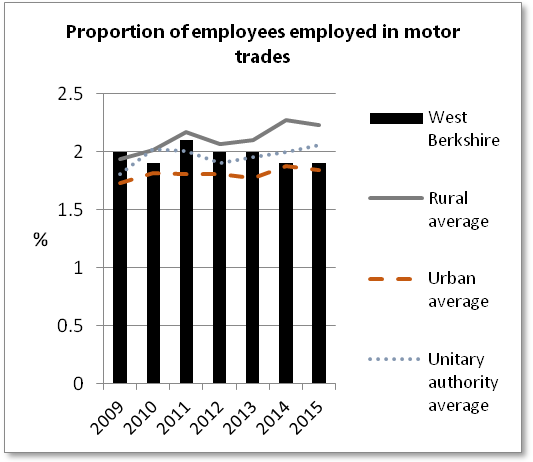 Proportion of employees employed in motor
trades
2.5
2
1.5
1
0.5
0
%
2009
2010
2011
2012
2013
2014
2015
West
Berkshire
Rural
average
Urban
average
Unitary
authority
average